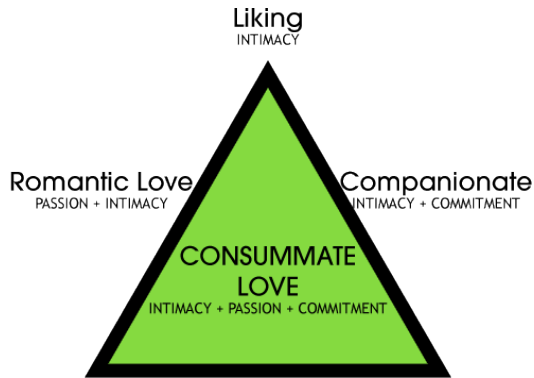 Liking
INTIMACY
Romantic Love
PASSION + INTIMACY
Companionate
INTIMACY + COMMITMENT
CONSUMMATE
LOVE
INTIMACY + PASSION + COMMITMENT